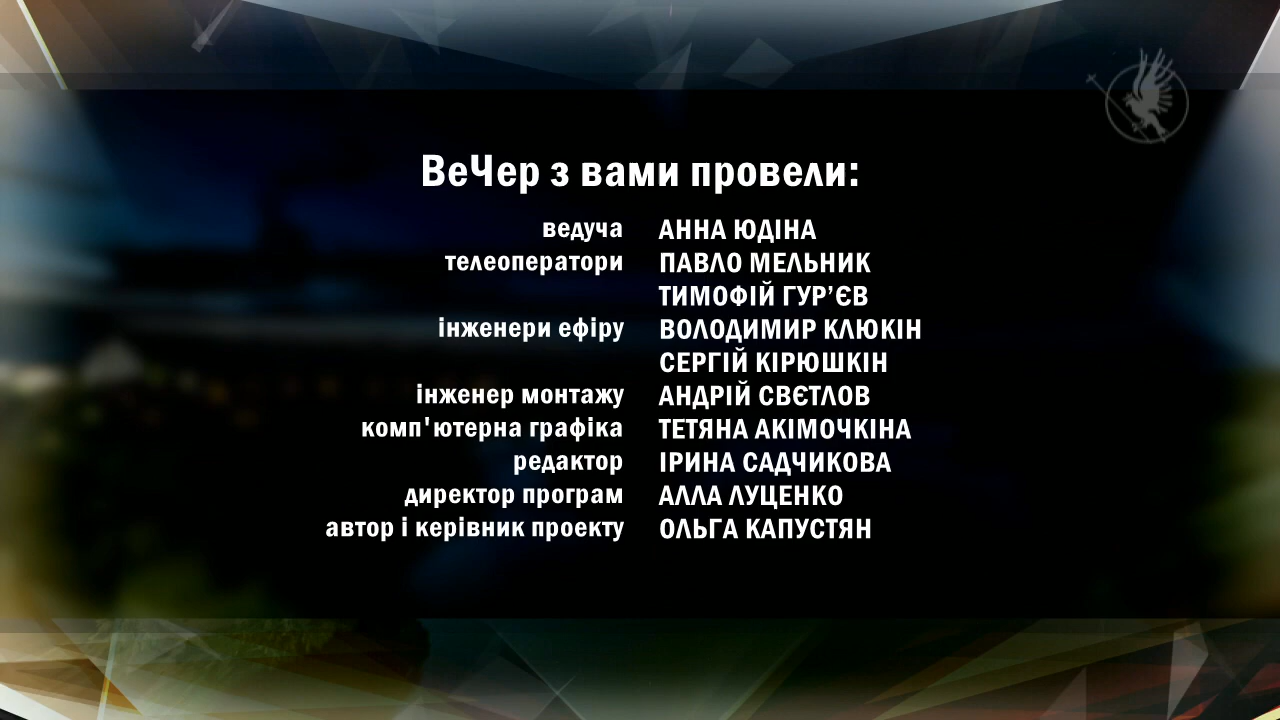 ВеЧер з вами провели:
ведуча АННА ЮДІНА
телеоператори ПАВЛО МЕЛЬНИК
ТИМОФІЙ ГУР’ЄВ
інженери ефіру ВОЛОДИМИР КЛЮКІН
СЕРГІЙ КІРЮШКІН
інженер монтажу АНДРІЙ СВЄТЛОВ
комп'ютерна графіка ТЕТЯНА АКІМОЧКІНА
редактор ІРИНА САДЧИКОВА
директор програм АЛЛА ЛУЦЕНКО
автор і керівник проекту ОЛЬГА КАПУСТЯН